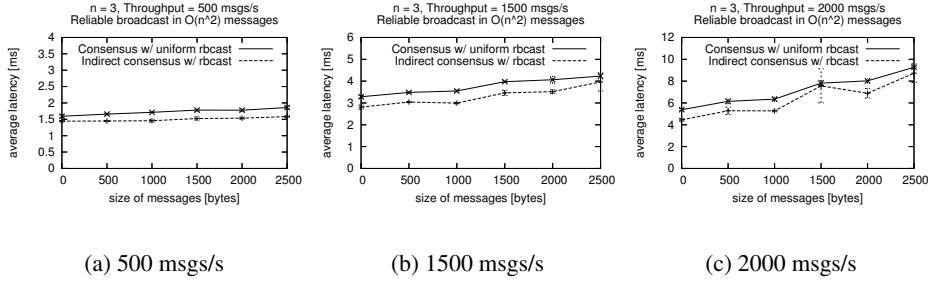 n = 3, Throughput = 500 msgs/s
Reliable broadcast in O(n^2) messages
4
3.5
3
2.5
2
1.5
1
0.5
0
average latency [ms]
Consensus w/ uniform rbcast
Indirect consensus w/ rbcast
0 500 1000 1500 2000 2500
size of messages [bytes]
(a) 500 msgs/s
n = 3, Throughput = 1500 msgs/s
Reliable broadcast in O(n^2) messages
6
5
4
3
2
1
0
average latency [ms]
Consensus w/ uniform rbcast
Indirect consensus w/ rbcast
0 500 1000 1500 2000 2500
size of messages [bytes]
(b) 1500 msgs/s
n = 3, Throughput = 2000 msgs/s
Reliable broadcast in O(n^2) messages
12
10
8
6
4
2
0
average latency [ms]
Consensus w/ uniform rbcast
Indirect consensus w/ rbcast
0 500 1000 1500 2000 2500
size of messages [bytes]
(c) 2000 msgs/s